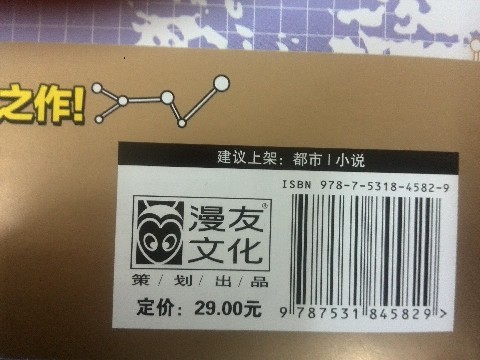 之作!
建议上架：都市 | 小说
ISBN 978-7-5318-4582-9
漫友®
文化
策/划/出/品
定价：29.00元
9 787531 845829 >